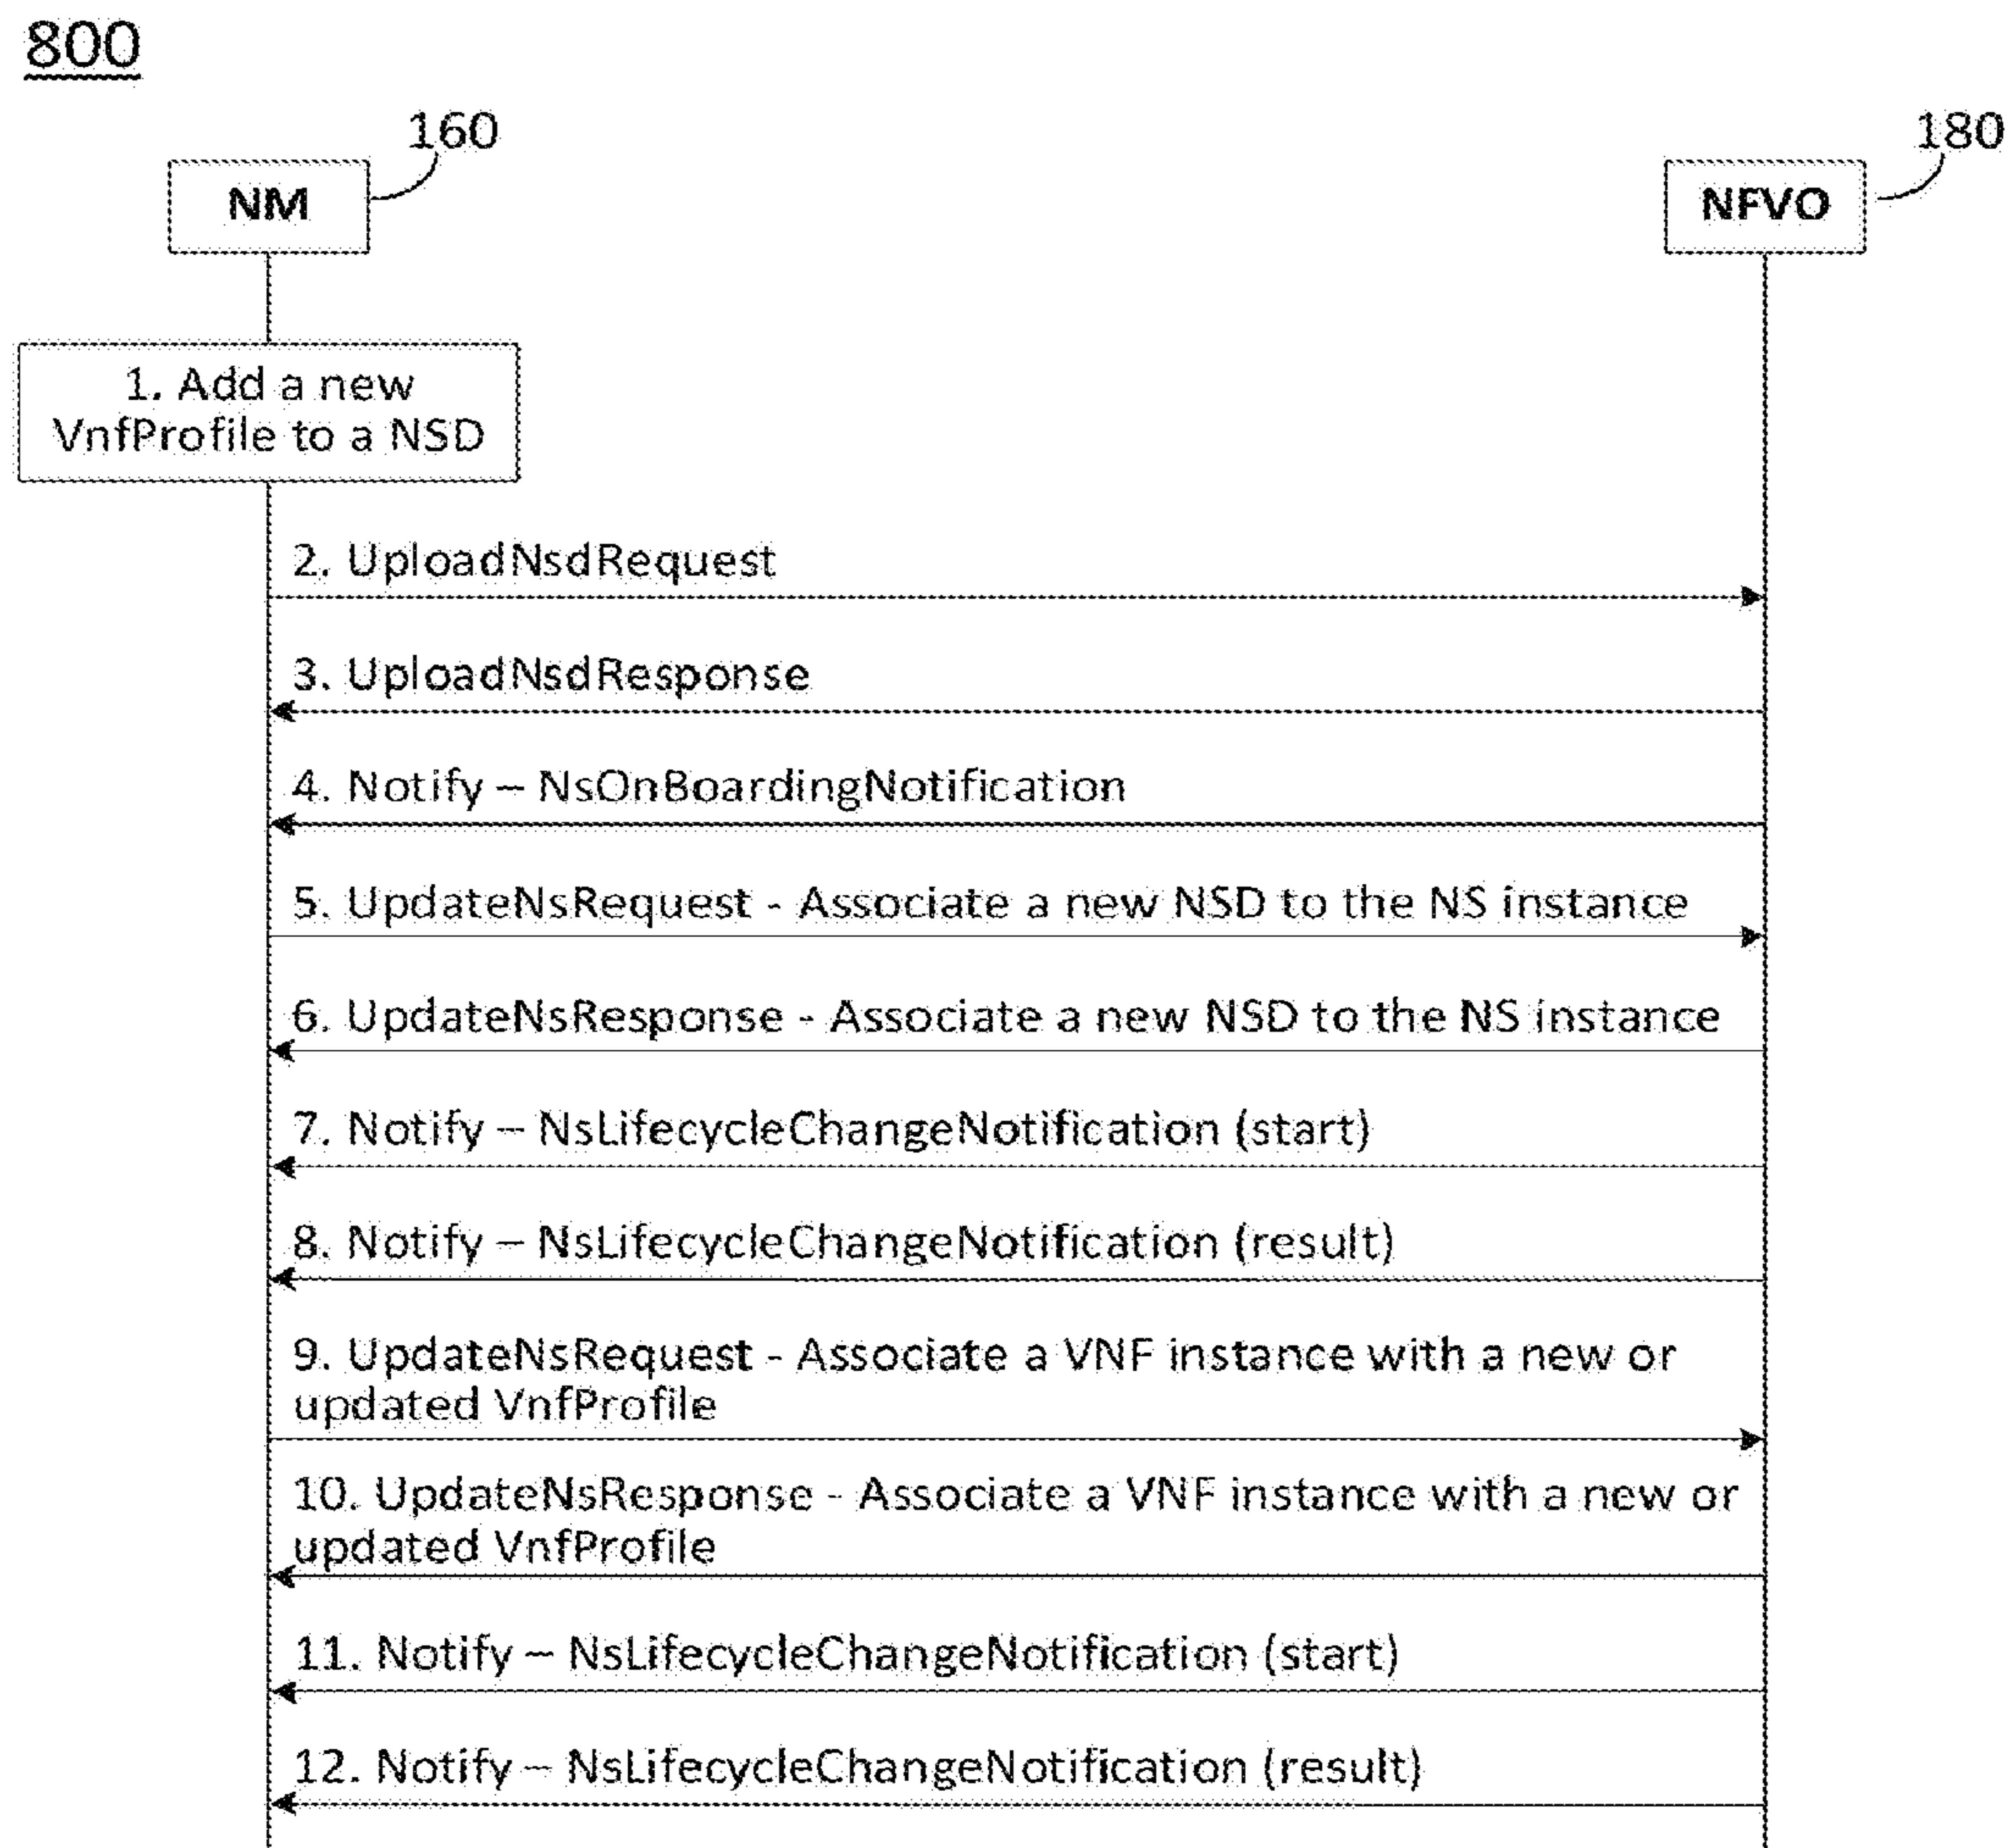 800
160
180
NM
NFVO
1. Add a new
VnfProfile to a NSD
2. UploadNsdRequest
3. UploadNsdResponse
4. Notify – NsOnBoardingNotification
5. UpdateNsRequest - Associate a new NSD to the NS instance
6. UpdateNsResponse - Associate a new NSD to the NS instance
7. Notify – NsLifecycleChangeNotification (start)
8. Notify – NsLifecycleChangeNotification (result)
9. UpdateNsRequest - Associate a VNF instance with a new or
updated VnfProfile
10. UpdateNsResponse - Associate a VNF instance with a new or
updated VnfProfile
11. Notify – NsLifecycleChangeNotification (start)
12. Notify – NsLifecycleChangeNotification (result)